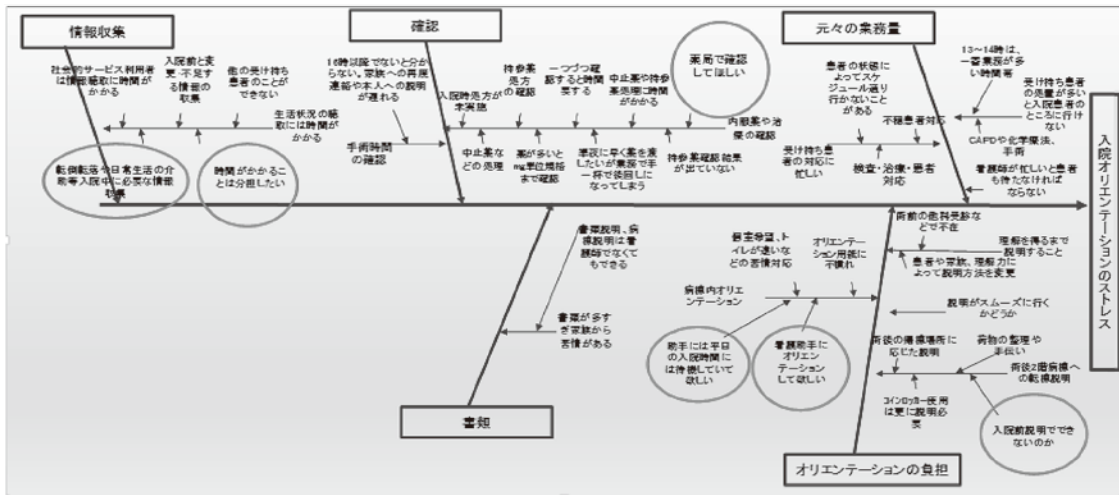 情報収集
社会的サービス利用者
は情報聴取に時間が
かかる
入院前と変
更・不足す
る情報の
収集
他の受け持ち
患者のことが
できない
生活状況の聴
取には時間が
かかる
転倒転落や日常生活の介
助等入院中に必要な情報
収集
時間がかかるこ
とは分担したい
確認
16時以降でないと分か
らない。家族への再度
連絡や本人への説明
が遅れる
手術時間
の確認
入院時処方が
未実施
持参薬
処方
の確認
一つづつ確
認すると時間
を要する
中止薬や持参
薬処理に時間
がかかる
薬局で確認
してほしい
内服薬や治
療の確認
中止薬な
どの処理
薬が多いと
mg単位規格
まで確認
準夜に早く薬を渡し
たいが業務で手
一杯で後回しに
なってしまう
持参薬確認結果
が出ていない
元々の業務量
患者の状態に
よってスケ
ジュール通り
行かないこと
がある
不穏患者対応
受け持ち患
者の対応に
忙しい
検査・治療・患者
対応
13～14時は、
一番業務が多
い時間帯
受け持ち患者
の処置が多い
と入院患者の
ところに行けな
い
CAPDや化学療法、
手術
看護師が忙しいと患者
も待たなければ
ならない
入院オリエンテーションのストレス
書類説明、病
棟説明は看
護師でなくて
もできる
書類が多す
ぎ家族から
苦情がある
書類
個室希望、ト
イレが遠いな
どの苦情対応
オリエンテー
ション用紙に
不慣れ
病棟内オリエ
ンテーション
助手には平日
の入院時間に
は待機していて
欲しい
看護助手に
オリエン
テーション
して欲しい
術前の他科受診な
どで不在
理解を得るまで
説明すること
患者や家族、理解力に
よって説明方法を変更
説明がスムーズに行く
かどうか
術後の帰棟場所に
応じた説明
荷物の整理や
手伝い
術後2階病棟へ
の転棟説明
コインロッカー使用
は更に説明必
要
入院前説明でで
きないのか
オリエンテーションの負担